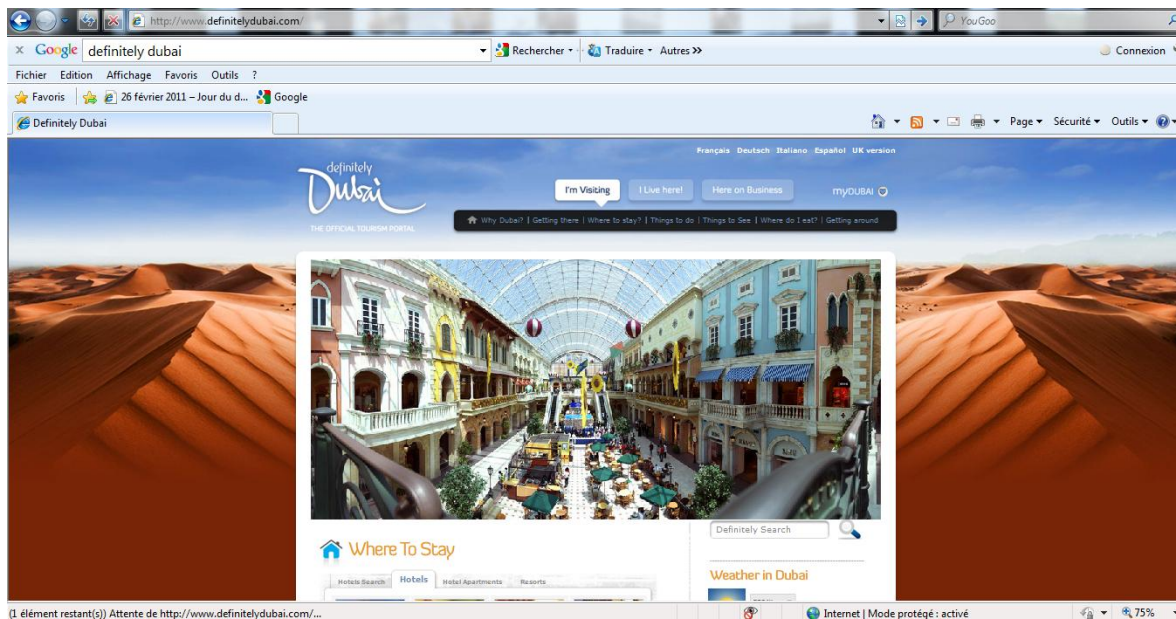 http://www.definitelydubai.com/
YouGoo
Google definitely dubai Rechercher Traduire Autres >> Connexion
Fichier Edition Affichage Favoris Outils ?
Favoris 26 février 2011 – Jour du d... Google
Definitely Dubai Page Sécurité Outils
Français Deutsch Italiano Español UK version
definitely
Dubai
THE OFFICIAL TOURISM PORTAL
I'm Visiting I Live here! Here on Business myDUBAI
Why Dubai? | Getting there | Where to stay? | Things to do | Things to See | Where do I eat? | Getting around
Where To Stay
Hotels Search Hotels Hotel Apartments Resorts
Definitely Search
Weather in Dubai
(1 élément restant(s)) Attente de http://www.definitelydubai.com/... Internet | Mode protégé : activé 75%